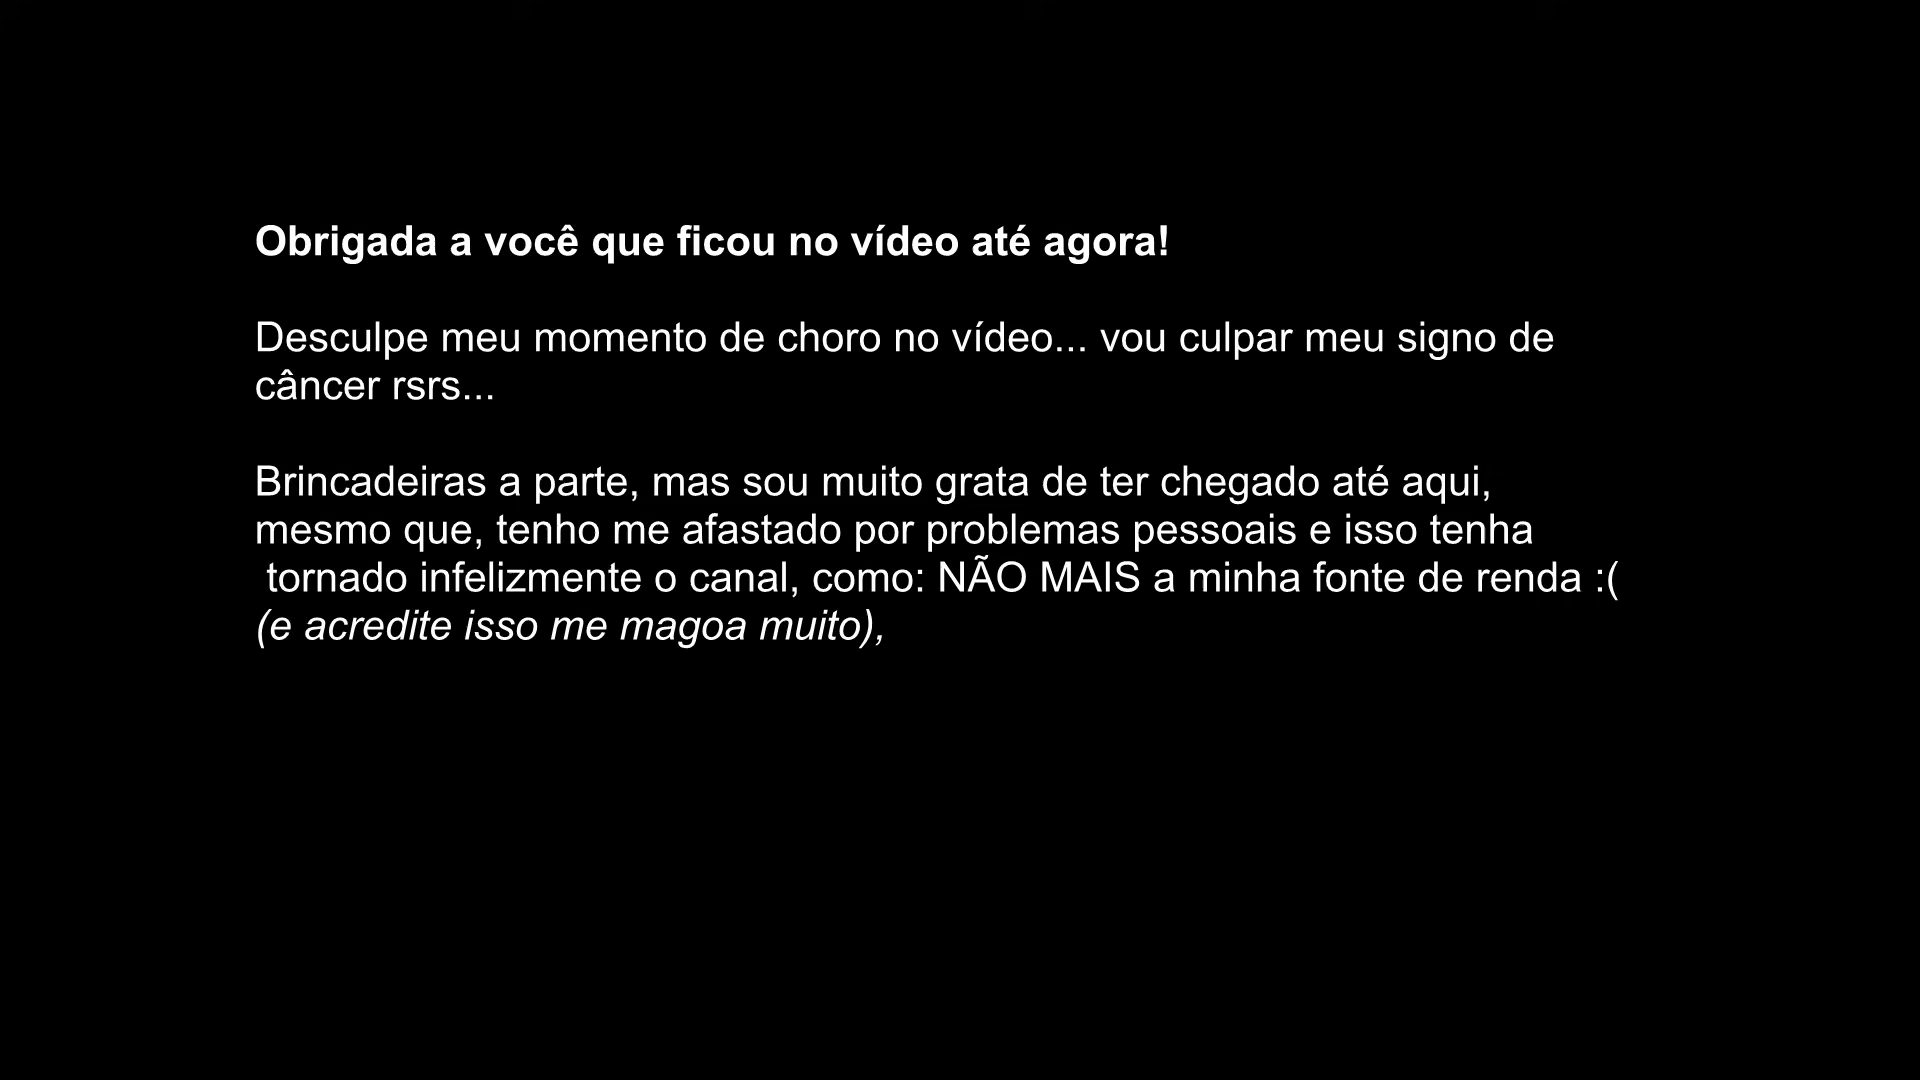 Obrigada a você que ficou no vídeo até agora!
Desculpe meu momento de choro no vídeo... vou culpar meu signo de
câncer rsrs...
Brincadeiras a parte, mas sou muito grata de ter chegado até aqui,
mesmo que, tenho me afastado por problemas pessoais e isso tenha
tornado infelizmente o canal, como: NÃO MAIS a minha fonte de renda :(
(e acredite isso me magoa muito),